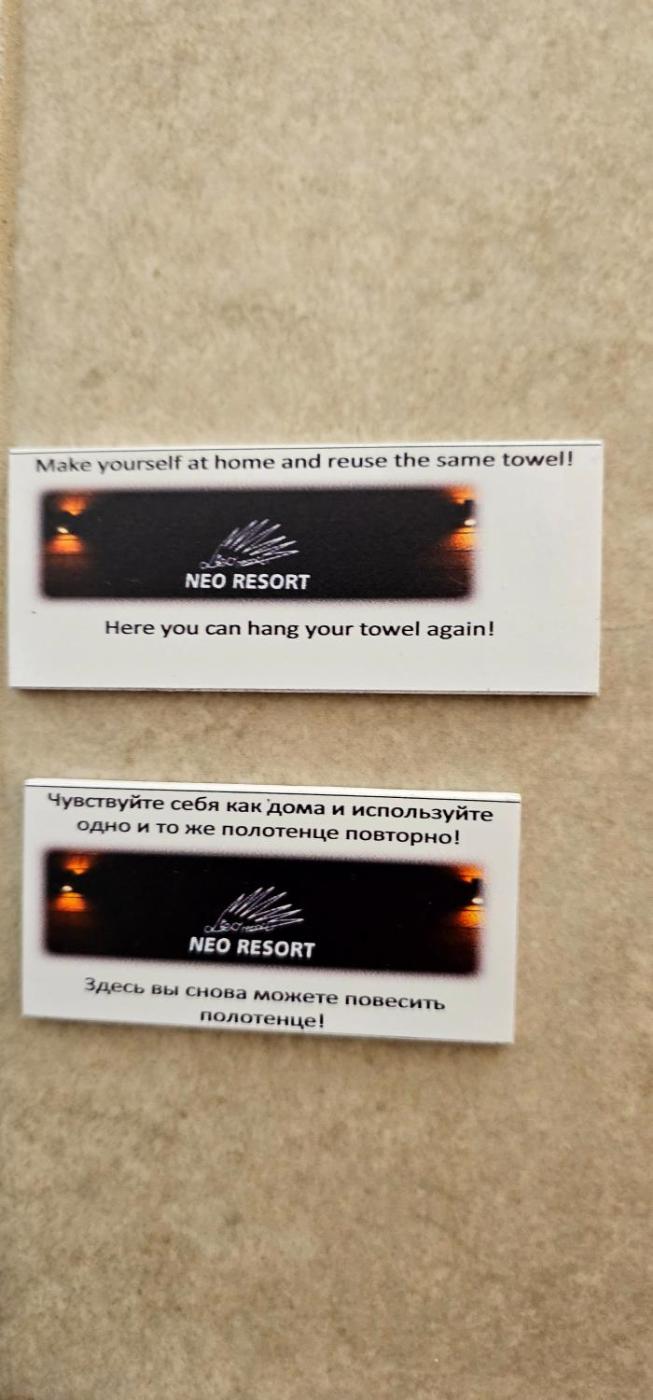 Make yourself at home and reuse the same towel!
NEO RESORT
Here you can hang your towel again!
Чувствуйте себя как дома и используйте
одно и то же полотенце повторно!
NEO RESORT
Здесь вы снова можете повесить
полотенце!